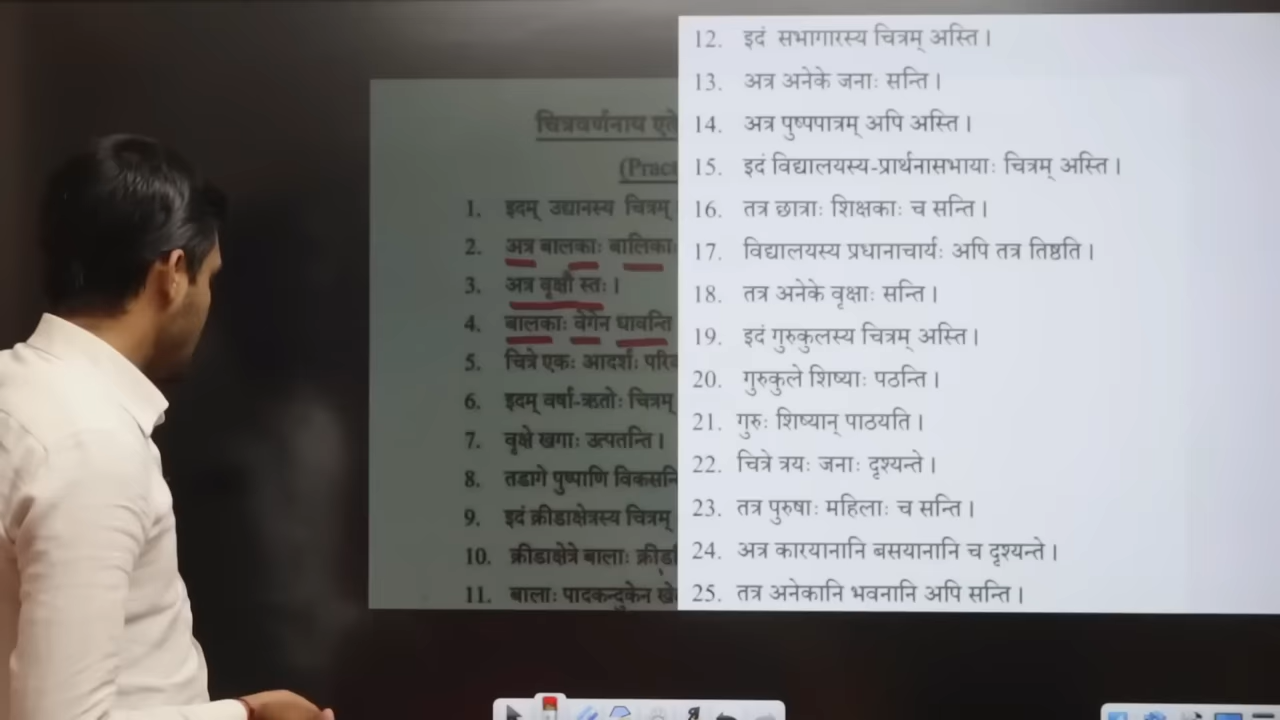 चित्रवर्णनाय
(Pract
1. इदम् उद्यानस्य चित्रम्
2. अत्र बालकाः बालिका
3. अत्र वृक्षौ स्तः।
4. बालकाः वेगेन धावन्ति
5. चित्रे एकः आदर्शः
6. इदम् वर्षा-ऋतोः चित्रम्
7. वृक्षे खगाः उत्पतन्ति।
8. तडागे पुष्पाणि
9. इदं क्रीडाक्षेत्रस्य चित्रम्
10. क्रीडाक्षेत्रे बालाः
11. बालाः पादकन्दुकेन
12. इदं सभागारस्य चित्रम् अस्ति।
13. अत्र अनेके जनाः सन्ति।
14. अत्र पुष्पपात्रम् अपि अस्ति।
15. इदं विद्यालयस्य-प्रार्थनासभायाः चित्रम् अस्ति।
16. तत्र छात्राः शिक्षकाः च सन्ति।
17. विद्यालयस्य प्रधानाचार्यः अपि तत्र तिष्ठति।
18. तत्र अनेके वृक्षाः सन्ति।
19. इदं गुरुकुलस्य चित्रम् अस्ति।
20. गुरुकुले शिष्याः पठन्ति।
21. गुरुः शिष्यान् पाठयति।
22. चित्रे त्रयः जनाः दृश्यन्ते।
23. तत्र पुरुषाः महिलाः च सन्ति।
24. अत्र कारयानानि बसयानानि च दृश्यन्ते।
25. तत्र अनेकानि भवनानि अपि सन्ति।